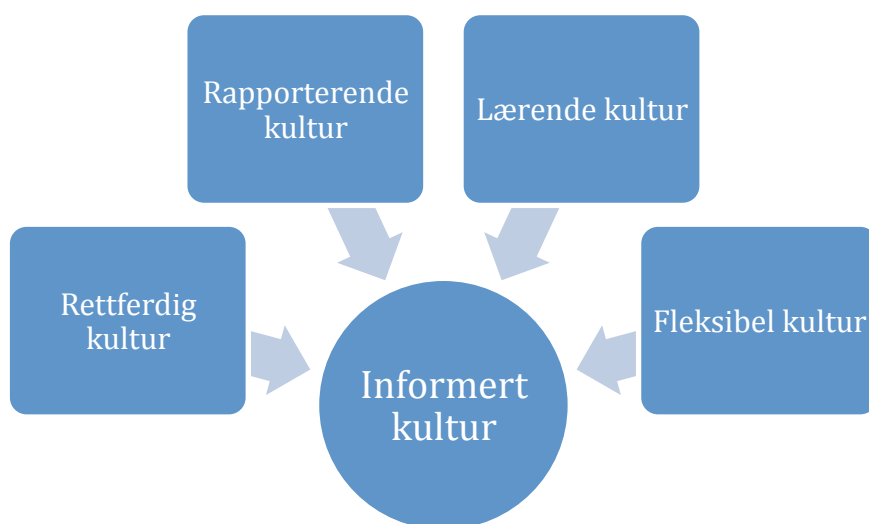 Rapporterende
kultur
Lærende kultur
Rettferdig
kultur
Fleksibel kultur
Informert
kultur